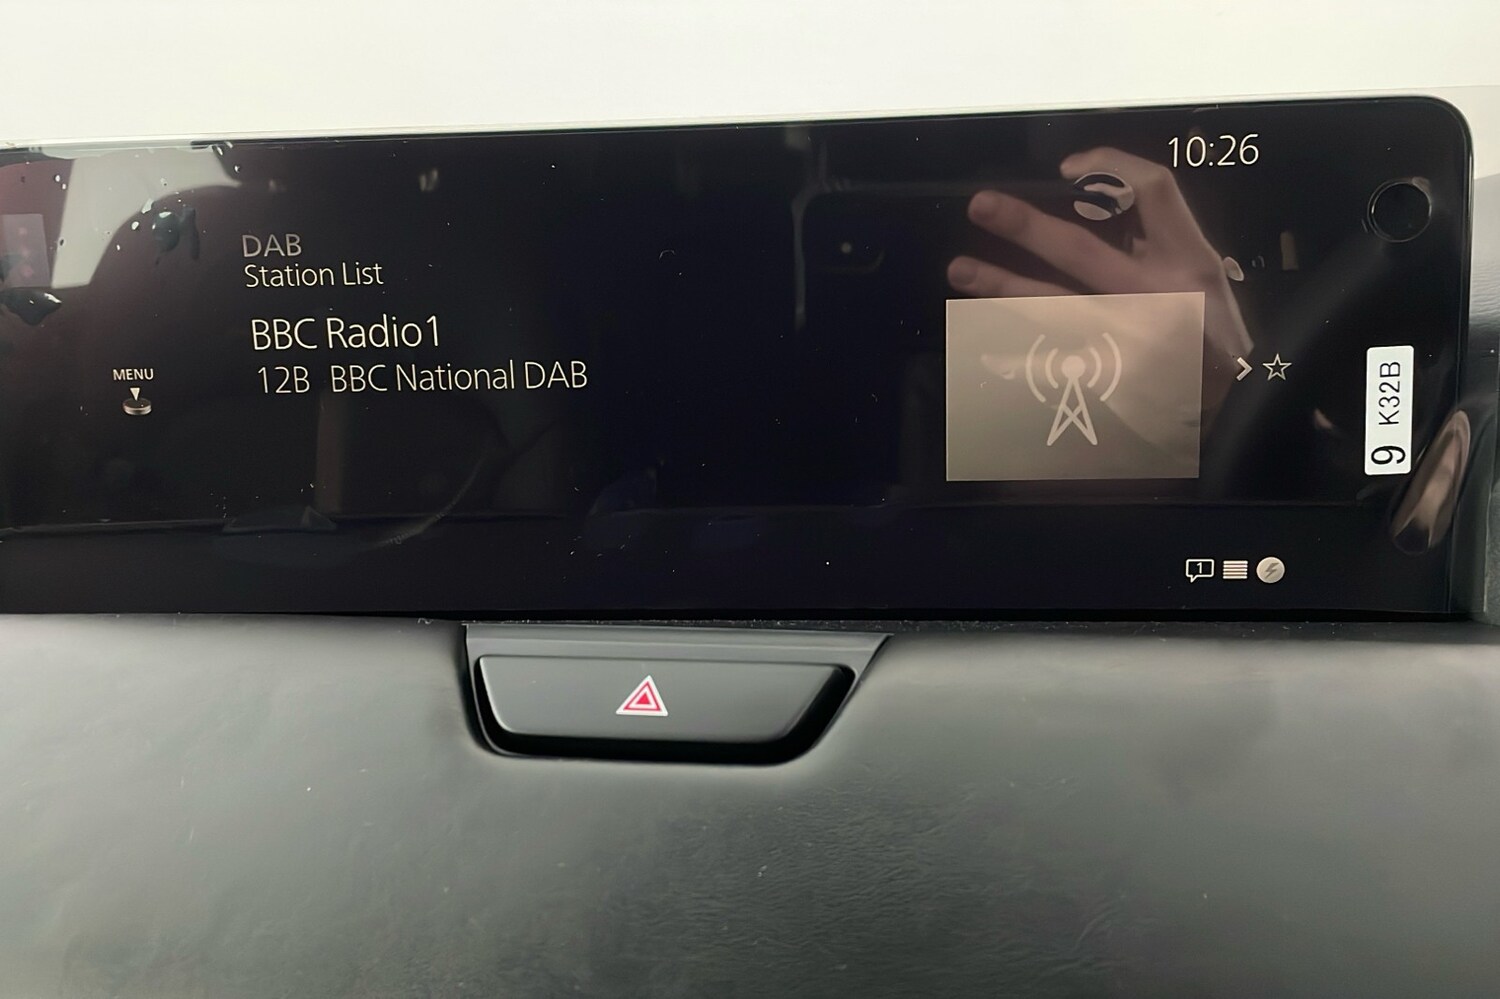 10:26
DAB
Station List
BBC Radio1
12B BBC National DAB
MENU
9 K32B
1